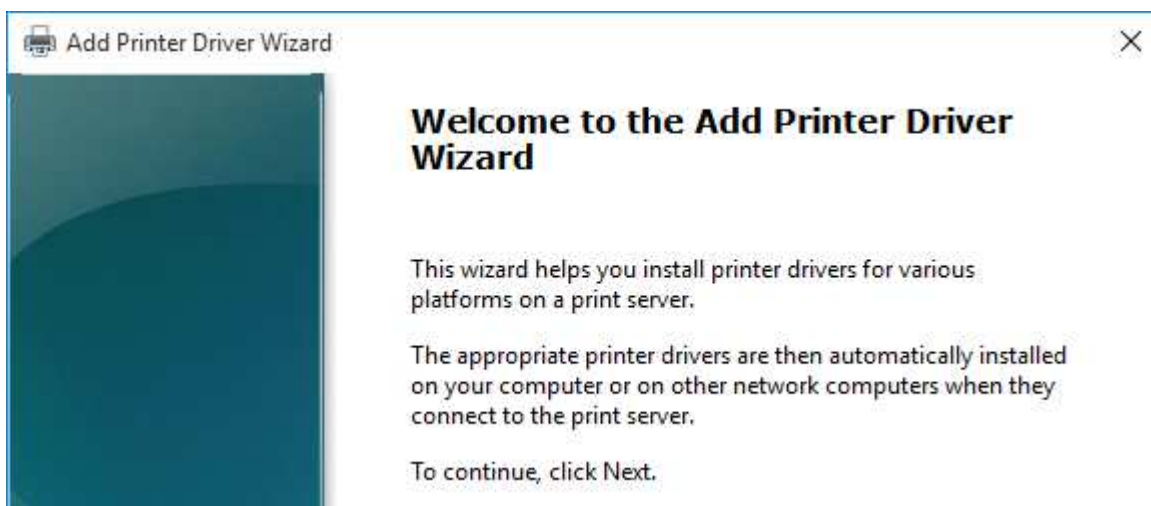 Add Printer Driver Wizard
Welcome to the Add Printer Driver
Wizard
This wizard helps you install printer drivers for various
platforms on a print server.
The appropriate printer drivers are then automatically installed
on your computer or on other network computers when they
connect to the print server.
To continue, click Next.